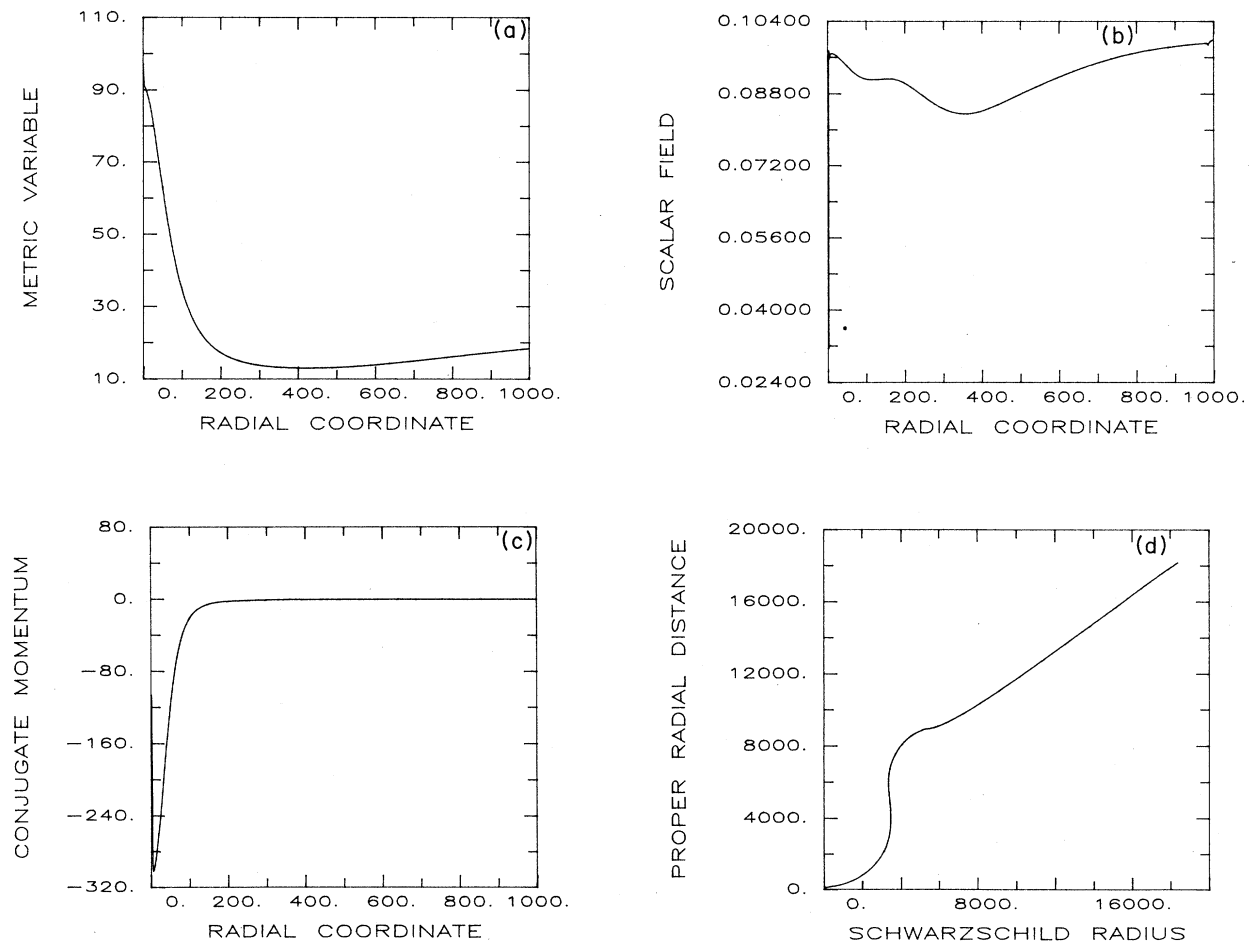 110.
90.
70.
50.
30.
10.
METRIC VARIABLE
(a)
0. 200. 400. 600. 800. 1000.
RADIAL COORDINATE
0.10400
0.08800
0.07200
0.05600
0.04000
0.02400
SCALAR FIELD
(b)
0. 200. 400. 600. 800. 1000.
RADIAL COORDINATE
80.
0.
−80.
−160.
−240.
−320.
CONJUGATE MOMENTUM
(c)
0. 200. 400. 600. 800. 1000.
RADIAL COORDINATE
20000.
16000.
12000.
8000.
4000.
0.
PROPER RADIAL DISTANCE
(d)
0. 8000. 16000.
SCHWARZSCHILD RADIUS